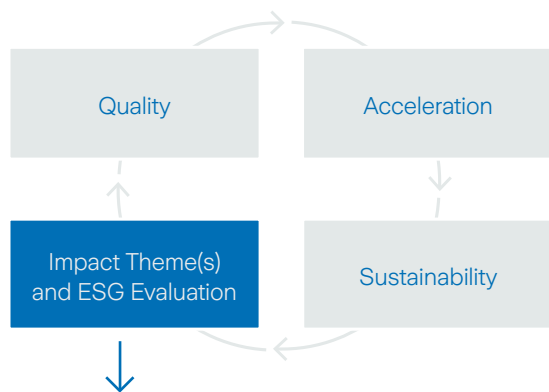 Quality
Acceleration
Impact Theme(s)
and ESG Evaluation
Sustainability